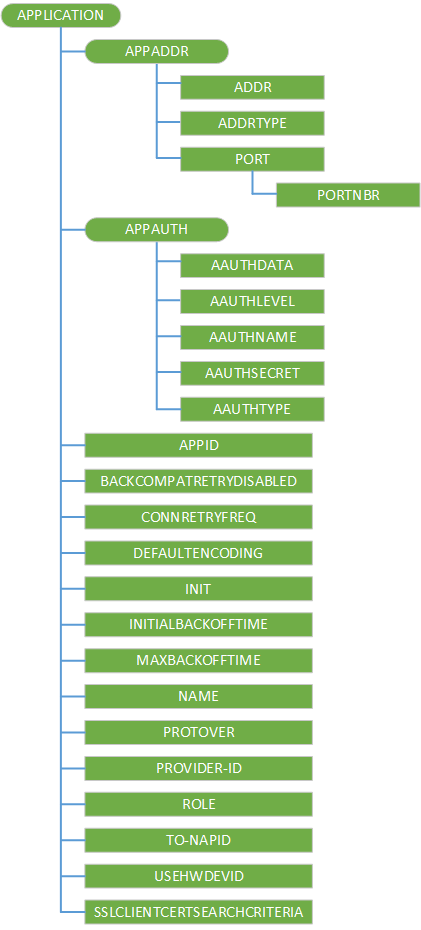 APPLICATION
APPADDR
ADDR
ADDRTYPE
PORT
PORTNBR
APPAUTH
AAUTHDATA
AAUTHLEVEL
AAUTHNAME
AAUTHSECRET
AAUTHTYPE
APPID
BACKCOMPATRETRYDISABLED
CONNRETRYFREQ
DEFAULTENCODING
INIT
INITIALBACKOFFTIME
MAXBACKOFFTIME
NAME
PROTOVER
PROVIDER-ID
ROLE
TO-NAPID
USEHWDEVID
SSLCLIENTCERTSEARCHCRITERIA